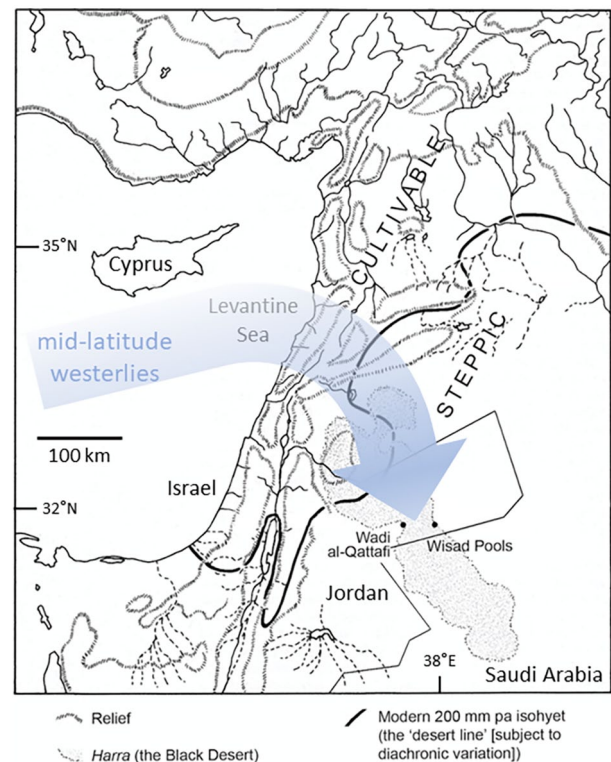 CULTIVABLE
35°N
Cyprus
Levantine
Sea
mid-latitude
westerlies
STEPPIC
100 km
Israel
32°N
Wadi
al-Qattafi
Wisad Pools
Jordan
38°E
Saudi Arabia
Relief
Harra (the Black Desert)
Modern 200 mm pa isohyet
(the ‘desert line’ [subject to
diachronic variation])